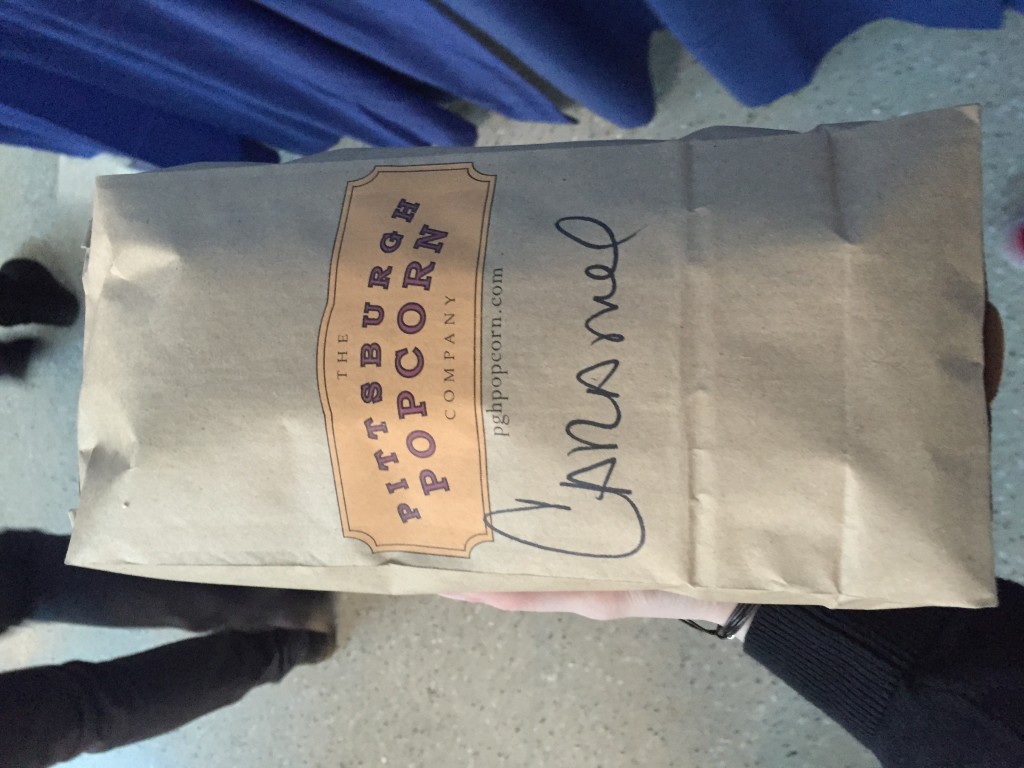 THE
PITTSBURGH
POPCORN
COMPANY
pghpopcorn.com
Caramel